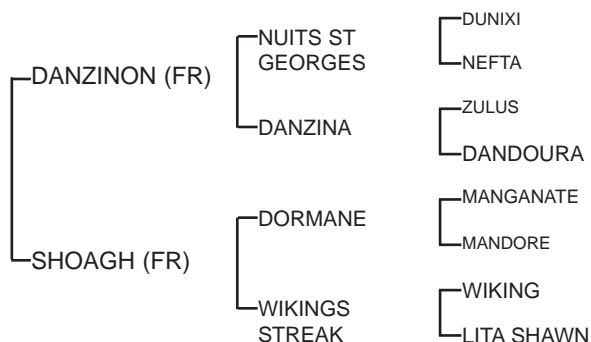 DANZINON (FR)
SHOAGH (FR)
NUITS ST
GEORGES
DANZINA
DORMANE
WIKINGS
STREAK
DUNIXI
NEFTA
ZULUS
DANDOURA
MANGANATE
MANDORE
WIKING
LITA SHAWN